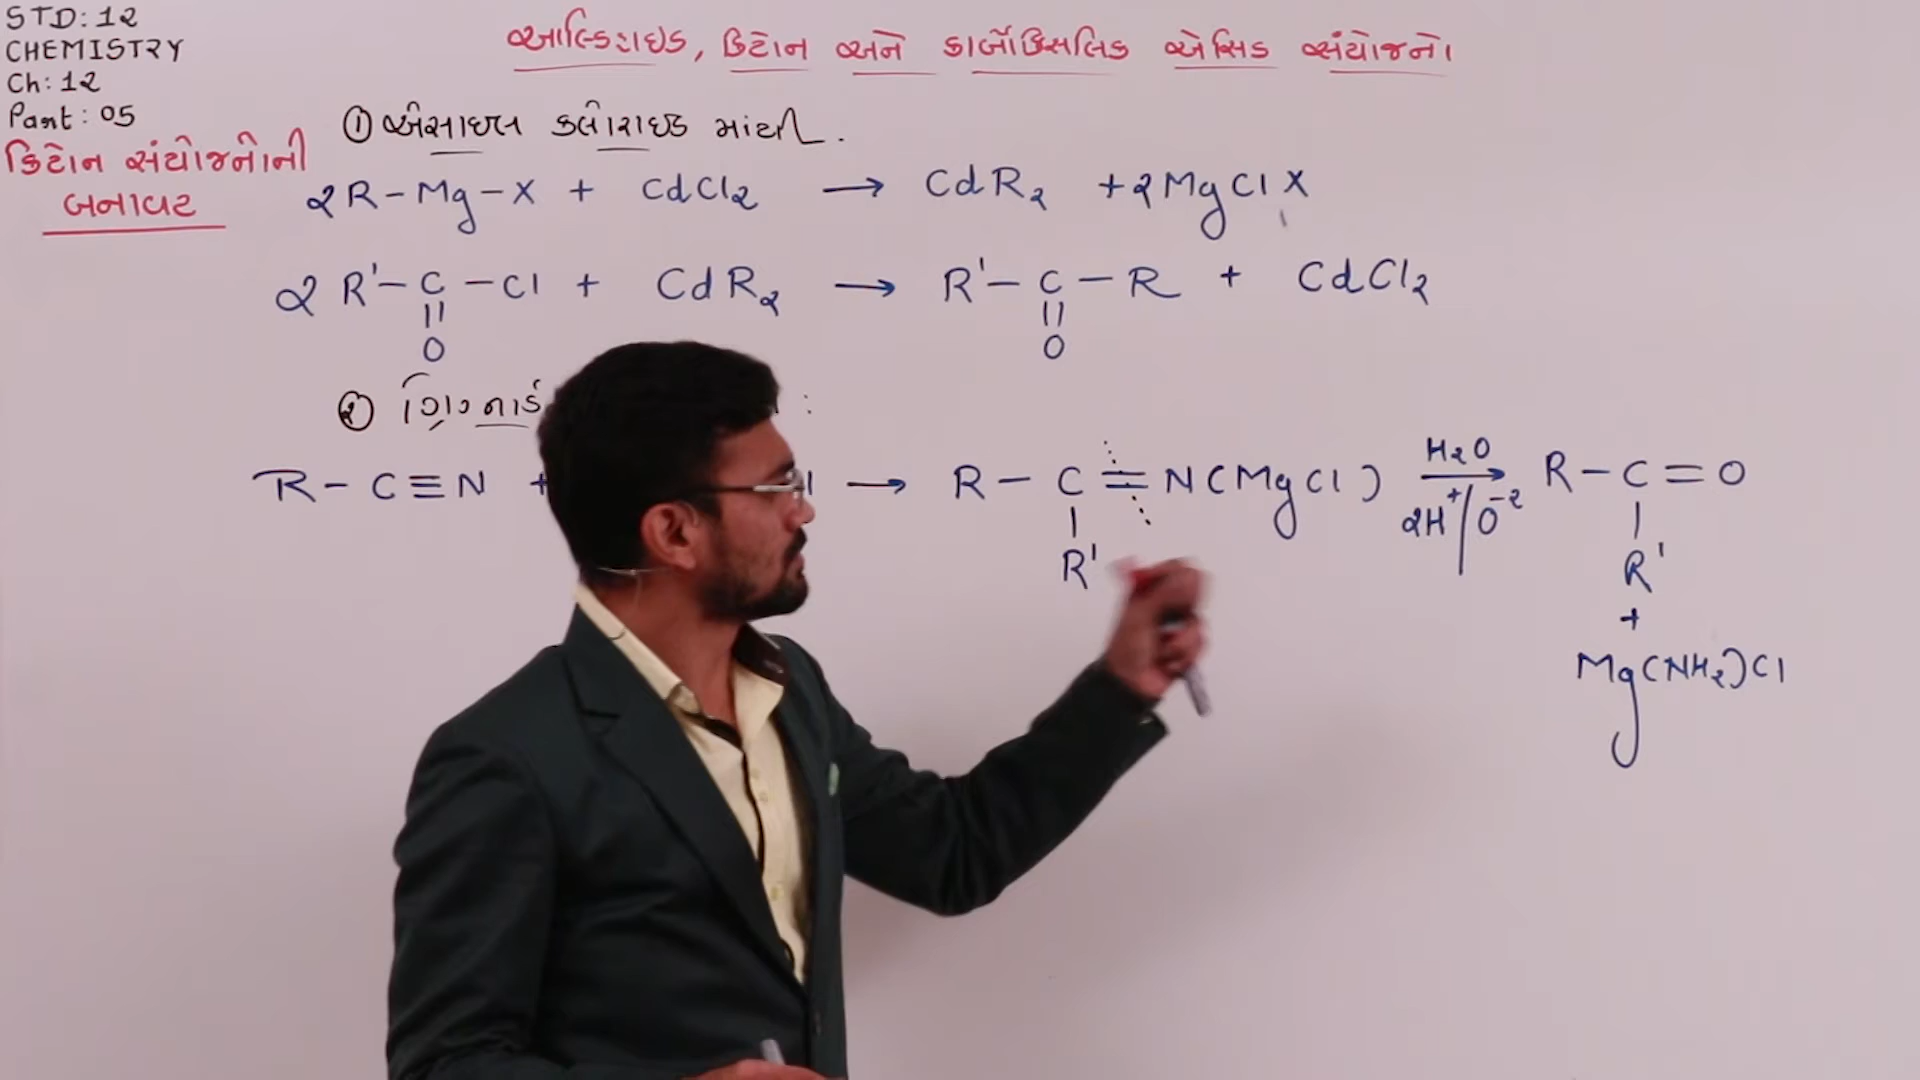 STD: 12
CHEMISTRY
Ch: 12
Part: 05
કિટોન સંયોજનોની
બનાવટ
આલ્ડિહાઇડ, કિટોન અને કાર્બોક્સિલિક એસિડ સંયોજનો
① એસાઇલ ક્લોરાઇડ માંથી.
2R-Mg-X + CdCl₂ → CdR₂ + 2MgClX
2 R'-C-Cl + CdR₂ → R'-C-R + CdCl₂
|| ||
O O
② :
R-C≡N + l → R-C=N(MgCl) H₂O → R-C=O
| 2H⁺/O⁻² |
R' R'
+
Mg(NH₂)Cl